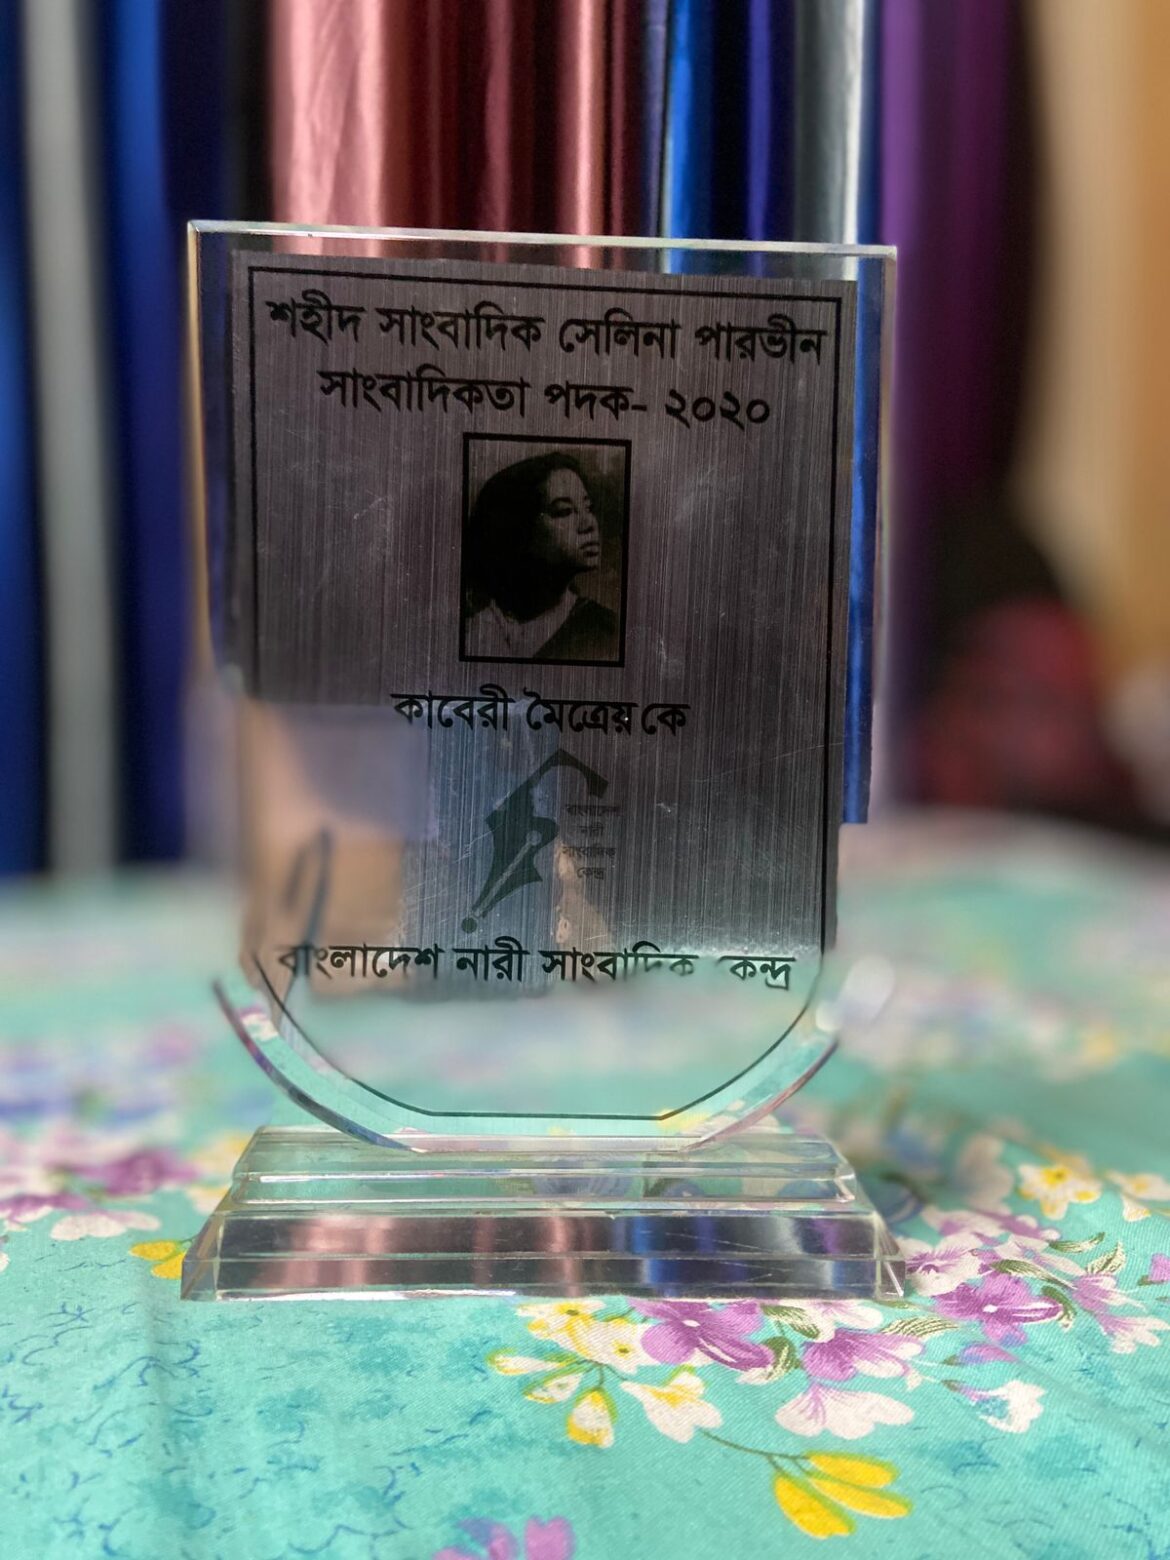 শহীদ সাংবাদিক সেলিনা পারভীন
সাংবাদিকতা পদক- ২০২০
কাবেরী মৈত্রেয় কে
বাংলাদেশ
নারী
সাংবাদিক
কেন্দ্র
বাংলাদেশ নারী সাংবাদিক কেন্দ্র